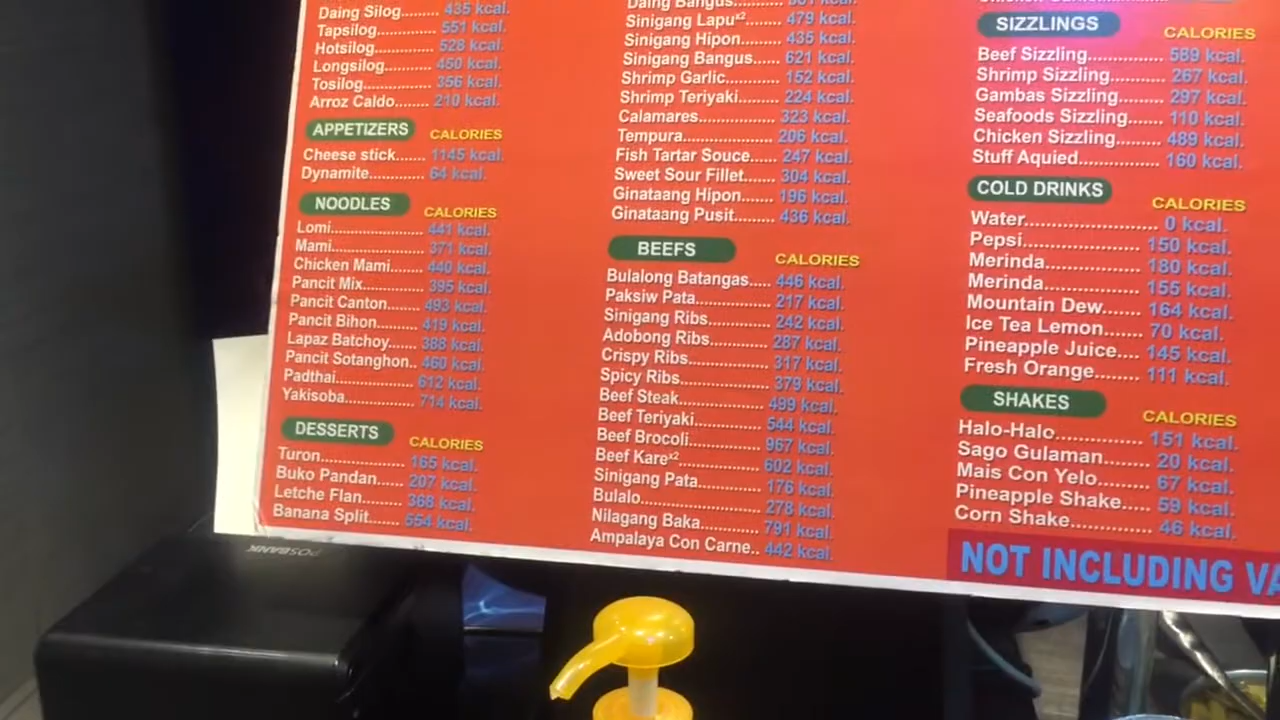 Daing Silog........ 435 kcal.
Tapsilog............... 551 kcal.
Hotsilog................ 528 kcal.
Longsilog............. 450 kcal.
Tosilog.................. 356 kcal.
Arroz Caldo........ 210 kcal.
APPETIZERS CALORIES
Cheese stick....... 1145 kcal.
Dynamite.............. 64 kcal.
NOODLES CALORIES
Lomi........................ 441 kcal.
Mami....................... 371 kcal.
Chicken Mami....... 440 kcal.
Pancit Mix............. 395 kcal.
Pancit Canton....... 493 kcal.
Pancit Bihon.......... 419 kcal.
Lapaz Batchoy....... 388 kcal.
Pancit Sotanghon.. 460 kcal.
Padthai.................... 612 kcal.
Yakisoba................. 714 kcal.
DESSERTS CALORIES
Turon..................... 165 kcal.
Buko Pandan....... 207 kcal.
Letche Flan.......... 368 kcal.
Banana Split....... 554 kcal.
Daing Bangus...........
Sinigang Lapu²........ 479 kcal.
Sinigang Hipon......... 435 kcal.
Sinigang Bangus...... 621 kcal.
Shrimp Garlic............ 152 kcal.
Shrimp Teriyaki......... 224 kcal.
Calamares.................. 323 kcal.
Tempura...................... 206 kcal.
Fish Tartar Souce...... 247 kcal.
Sweet Sour Fillet....... 304 kcal.
Ginataang Hipon....... 196 kcal.
Ginataang Pusit......... 436 kcal.
BEEFS CALORIES
Bulalong Batangas..... 446 kcal.
Paksiw Pata................. 217 kcal.
Sinigang Ribs.............. 242 kcal.
Adobong Ribs.............. 287 kcal.
Crispy Ribs.................. 317 kcal.
Spicy Ribs.................... 379 kcal.
Beef Steak.................... 499 kcal.
Beef Teriyaki................ 544 kcal.
Beef Brocoli.................. 967 kcal.
Beef Kareˣ²................... 602 kcal.
Sinigang Pata.............. 176 kcal.
Bulalo............................ 278 kcal.
Nilagang Baka............. 791 kcal.
Ampalaya Con Carne.. 442 kcal.
SIZZLINGS CALORIES
Beef Sizzling................ 589 kcal.
Shrimp Sizzling........... 267 kcal.
Gambas Sizzling......... 297 kcal.
Seafoods Sizzling....... 110 kcal.
Chicken Sizzling......... 489 kcal.
Stuff Aquied................ 160 kcal.
COLD DRINKS CALORIES
Water.......................... 0 kcal.
Pepsi....................... 150 kcal.
Merinda................... 180 kcal.
Merinda................... 155 kcal.
Mountain Dew....... 164 kcal.
Ice Tea Lemon....... 70 kcal.
Pineapple Juice.... 145 kcal.
Fresh Orange........ 111 kcal.
SHAKES CALORIES
Halo-Halo................. 151 kcal.
Sago Gulaman........ 20 kcal.
Mais Con Yelo......... 67 kcal.
Pineapple Shake..... 59 kcal.
Corn Shake.............. 46 kcal.
NOT INCLUDING VA
POSBANK